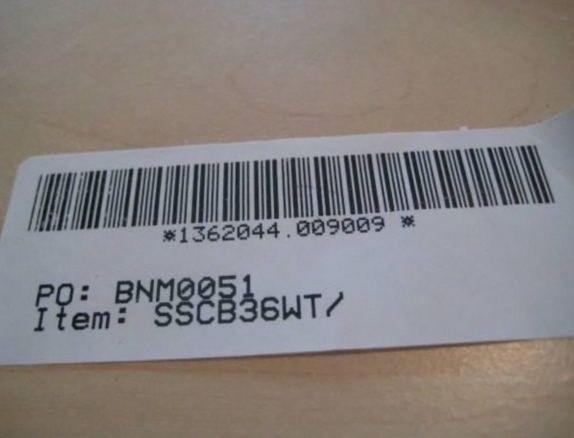 *1362044.009009 *
PO: BNM0051
Item: SSCB36WT/